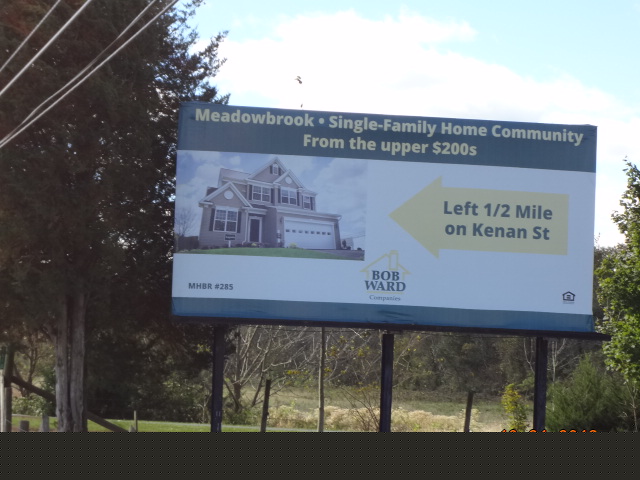 Meadowbrook • Single-Family Home Community
From the upper $200s
Left 1/2 Mile
on Kenan St
BOB
WARD
Companies
MHBR #285